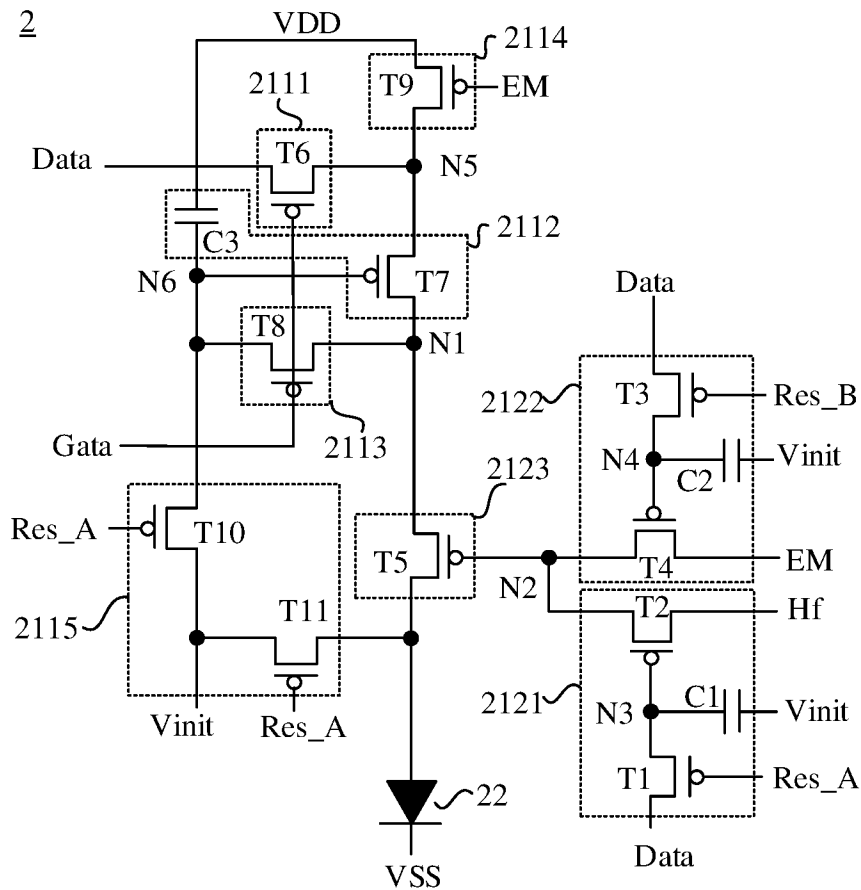 2
VDD
2114
T9
EM
2111
T6
Data
N5
C3
2112
N6
T7
Data
T8
N1
2122
T3
Res_B
Gata
2113
2123
N4
C2
Vinit
Res_A
T10
T5
N2
T4
EM
2115
T11
T2
Hf
Vinit
Res_A
2121
N3
C1
Vinit
T1
Res_A
22
VSS
Data